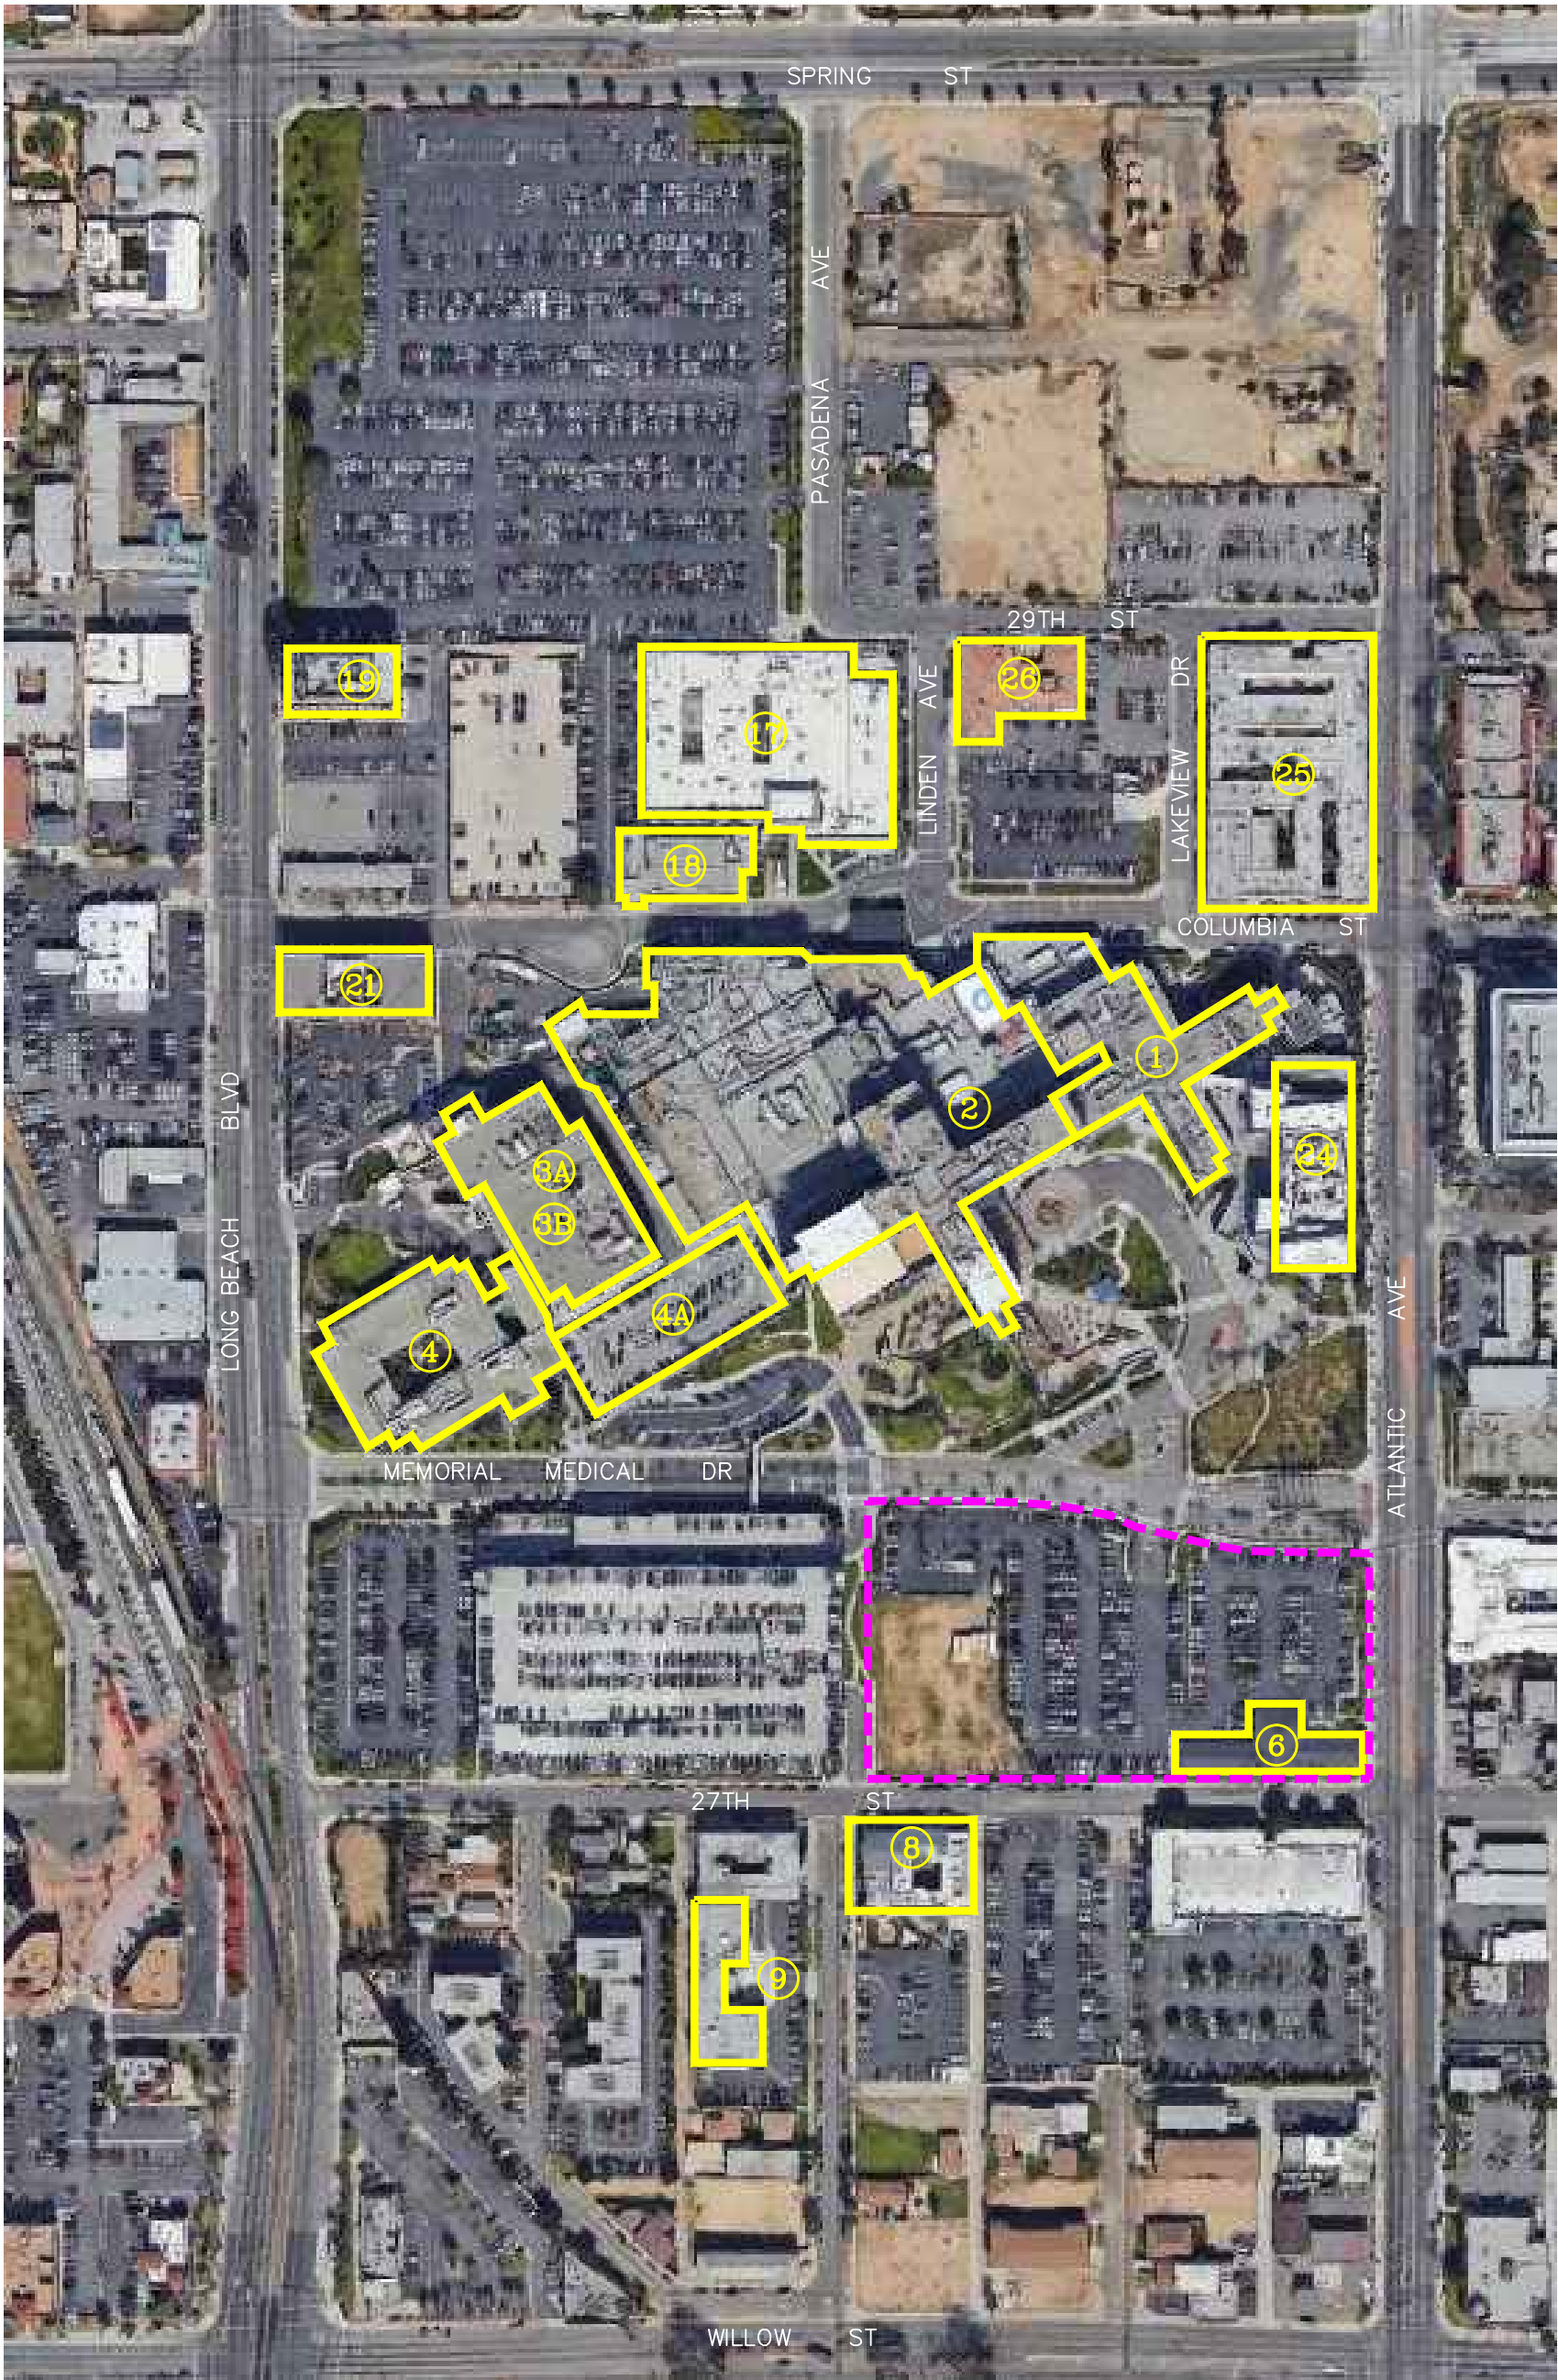 SPRING ST
PASADENA AVE
29TH ST
19
17
26
LINDEN AVE
LAKEVIEW DR
25
18
COLUMBIA ST
21
1
2
LONG BEACH BLVD
24
3A
3B
4A
4
ATLANTIC AVE
MEMORIAL MEDICAL DR
6
27TH ST
8
9
WILLOW ST